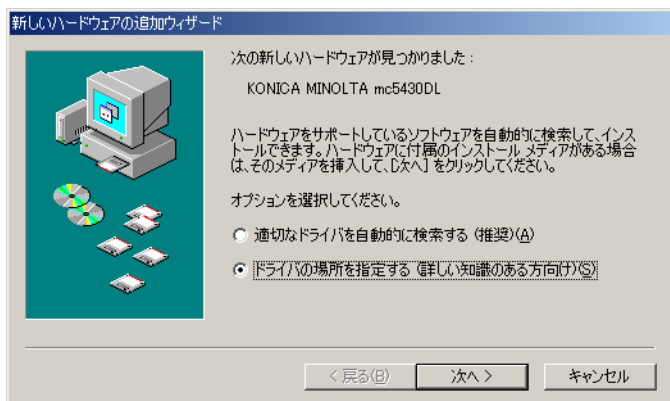 新しいハードウェアの追加ウィザード
次の新しいハードウェアが見つかりました :
KONICA MINOLTA mc5430DL
ハードウェアをサポートしているソフトウェアを自動的に検索して、インス
トールできます。ハードウェアに付属のインストール メディアがある場合
は、そのメディアを挿入して、[次へ] をクリックしてください。
オプションを選択してください。
適切なドライバを自動的に検索する (推奨)(A)
ドライバの場所を指定する (詳しい知識のある方向け)(S)
< 戻る(B)
次へ >
キャンセル